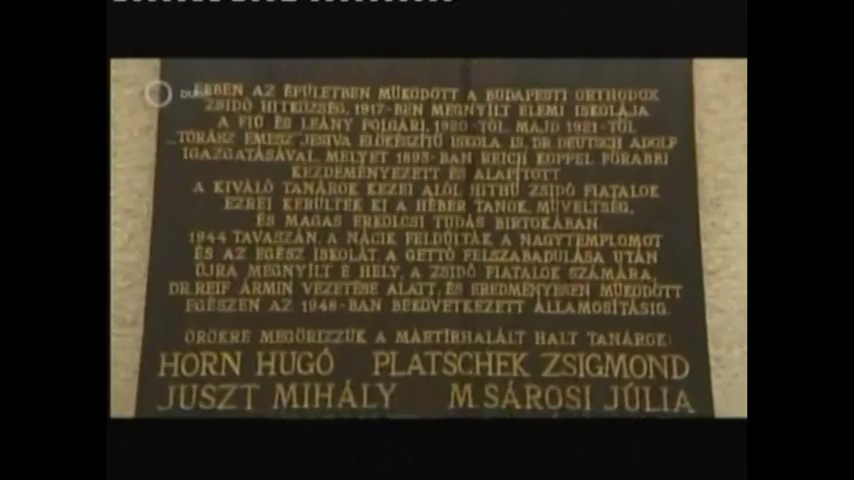 ÉBBEN AZ ÉPÜLETBEN MŰKÖDÖTT A BUDAPESTI ORTHODOX
ZSIDÓ HITKÖZSÉG, 1917-BEN MEGNYÍLT ELEMI ISKOLÁJA
A FIÚ ÉS LEÁNY POLGÁRI, 1920-TÓL, MAJD 1921-TŐL
„TÓRÁSZ EMESZ" JESIVA ELŐKÉSZÍTŐ ISKOLA IS, DR DEUTSCH ADOLF
IGAZGATÁSÁVAL, MELYET 1893-BAN REICH KOPPEL FŐRABBI
KEZDEMÉNYEZETT ÉS ALAPÍTOTT
A KIVÁLÓ TANÁROK KEZEI ALÓL HITHŰ ZSIDÓ FIATALOK
EZREI KERÜLTEK KI A HÉBER TANOK, MŰVELTSÉG,
ÉS MAGAS ERKÖLCSI TUDÁS BIRTOKÁBAN
1944 TAVASZÁN, A NÁCIK FELDÚLTÁK A NAGYTEMPLOMOT
ÉS AZ EGÉSZ ISKOLÁT A GETTÓ FELSZABADULÁSA UTÁN
ÚJRA MEGNYÍLT E HELY, A ZSIDÓ FIATALOK SZÁMÁRA,
DR. REIF ÁRMIN VEZETÉSE ALATT, ÉS EREDMÉNYESEN MŰKÖDÖTT
EGÉSZEN AZ 1948-BAN BEKÖVETKEZETT ÁLLAMOSÍTÁSIG.
ÖRÖKRE MEGŐRIZZÜK A MÁRTÍRHALÁLT HALT TANÁROK:
HORN HUGÓ PLATSCHEK ZSIGMOND
JUSZT MIHÁLY M. SÁROSI JÚLIA